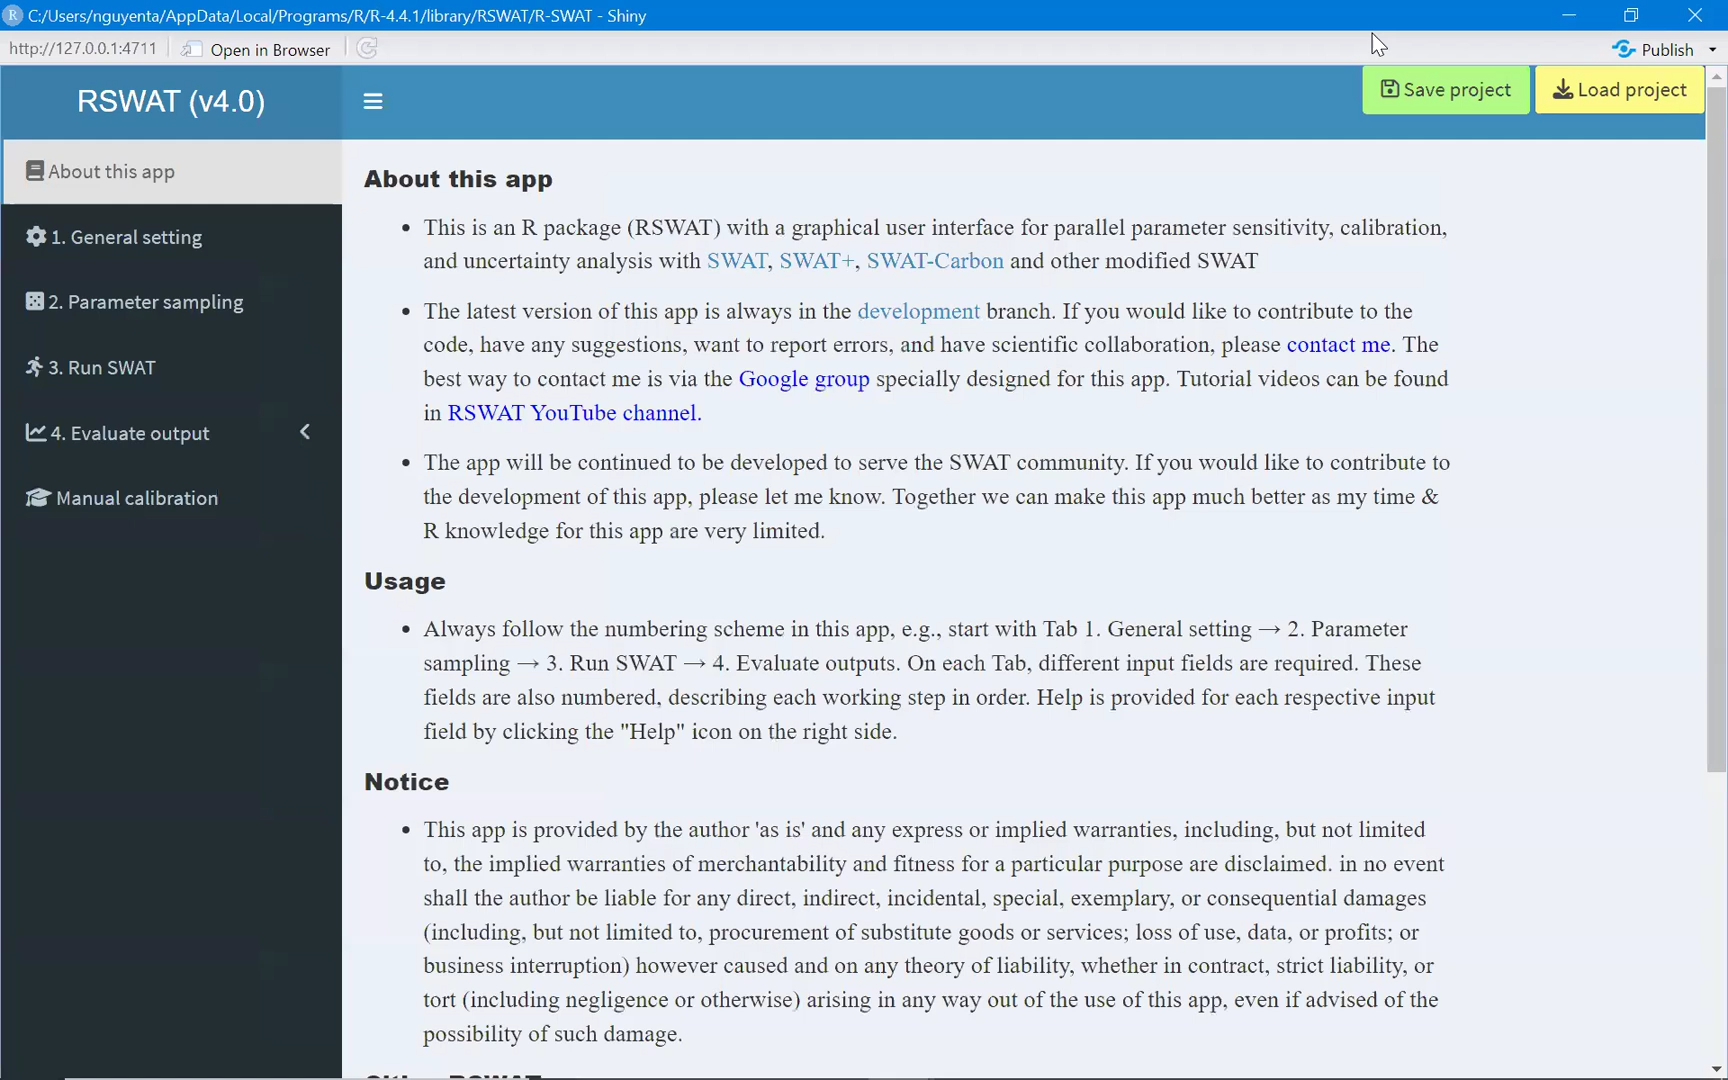 C:/Users/nguyenta/AppData/Local/Programs/R/R-4.4.1/library/RSWAT/R-SWAT - Shiny
http://127.0.0.1:4711 Open in Browser Publish
RSWAT (v4.0)
Save project
Load project
About this app
1. General setting
2. Parameter sampling
3. Run SWAT
4. Evaluate output
Manual calibration
About this app
• This is an R package (RSWAT) with a graphical user interface for parallel parameter sensitivity, calibration,
and uncertainty analysis with SWAT, SWAT+, SWAT-Carbon and other modified SWAT
• The latest version of this app is always in the development branch. If you would like to contribute to the
code, have any suggestions, want to report errors, and have scientific collaboration, please contact me. The
best way to contact me is via the Google group specially designed for this app. Tutorial videos can be found
in RSWAT YouTube channel.
• The app will be continued to be developed to serve the SWAT community. If you would like to contribute to
the development of this app, please let me know. Together we can make this app much better as my time &
R knowledge for this app are very limited.
Usage
• Always follow the numbering scheme in this app, e.g., start with Tab 1. General setting → 2. Parameter
sampling → 3. Run SWAT → 4. Evaluate outputs. On each Tab, different input fields are required. These
fields are also numbered, describing each working step in order. Help is provided for each respective input
field by clicking the "Help" icon on the right side.
Notice
• This app is provided by the author 'as is' and any express or implied warranties, including, but not limited
to, the implied warranties of merchantability and fitness for a particular purpose are disclaimed. in no event
shall the author be liable for any direct, indirect, incidental, special, exemplary, or consequential damages
(including, but not limited to, procurement of substitute goods or services; loss of use, data, or profits; or
business interruption) however caused and on any theory of liability, whether in contract, strict liability, or
tort (including negligence or otherwise) arising in any way out of the use of this app, even if advised of the
possibility of such damage.